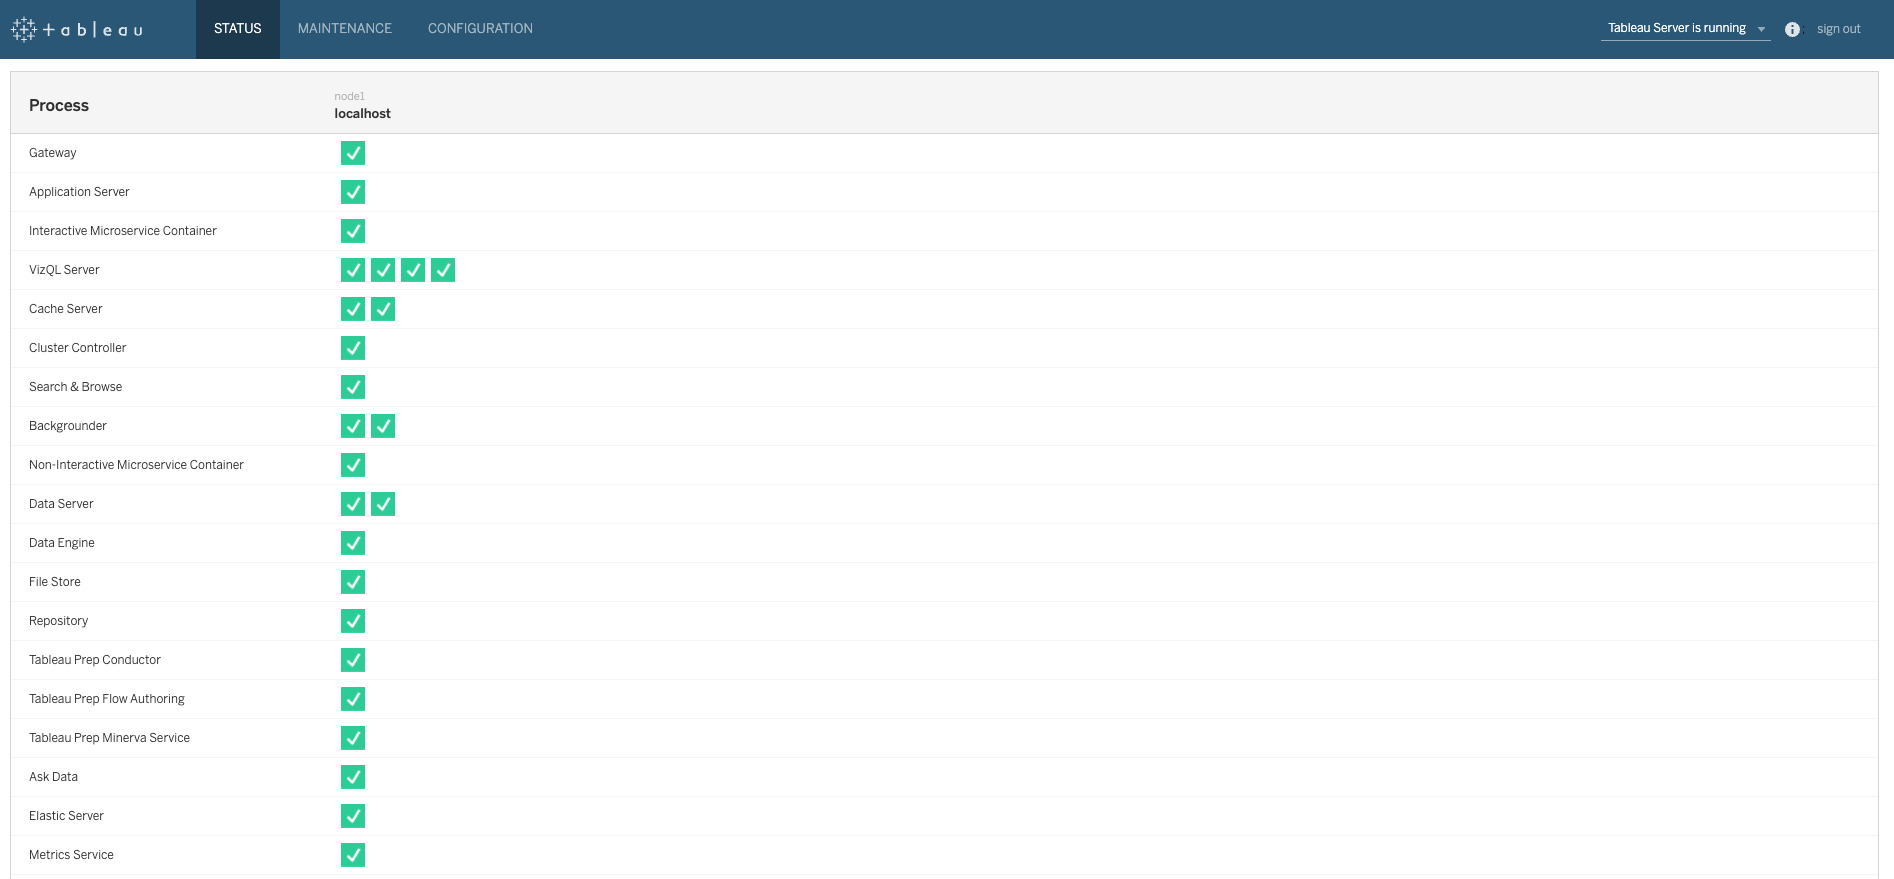 tableau
STATUS
MAINTENANCE
CONFIGURATION
Tableau Server is running
sign out
Process
node1
localhost
Gateway
Application Server
Interactive Microservice Container
VizQL Server
Cache Server
Cluster Controller
Search & Browse
Backgrounder
Non-Interactive Microservice Container
Data Server
Data Engine
File Store
Repository
Tableau Prep Conductor
Tableau Prep Flow Authoring
Tableau Prep Minerva Service
Ask Data
Elastic Server
Metrics Service